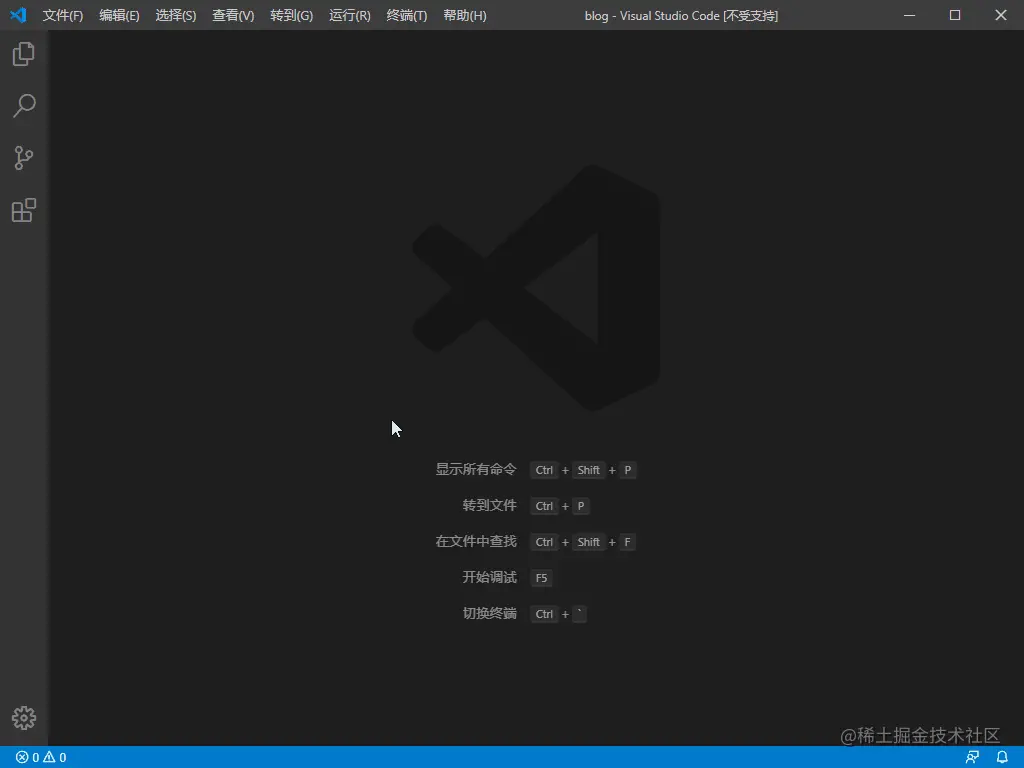 文件(F) 编辑(E) 选择(S) 查看(V) 转到(G) 运行(R) 终端(T) 帮助(H) blog - Visual Studio Code [不受支持]
显示所有命令 Ctrl + Shift + P
转到文件 Ctrl + P
在文件中查找 Ctrl + Shift + F
开始调试 F5
切换终端 Ctrl + `
@稀土掘金技术社区
0 0